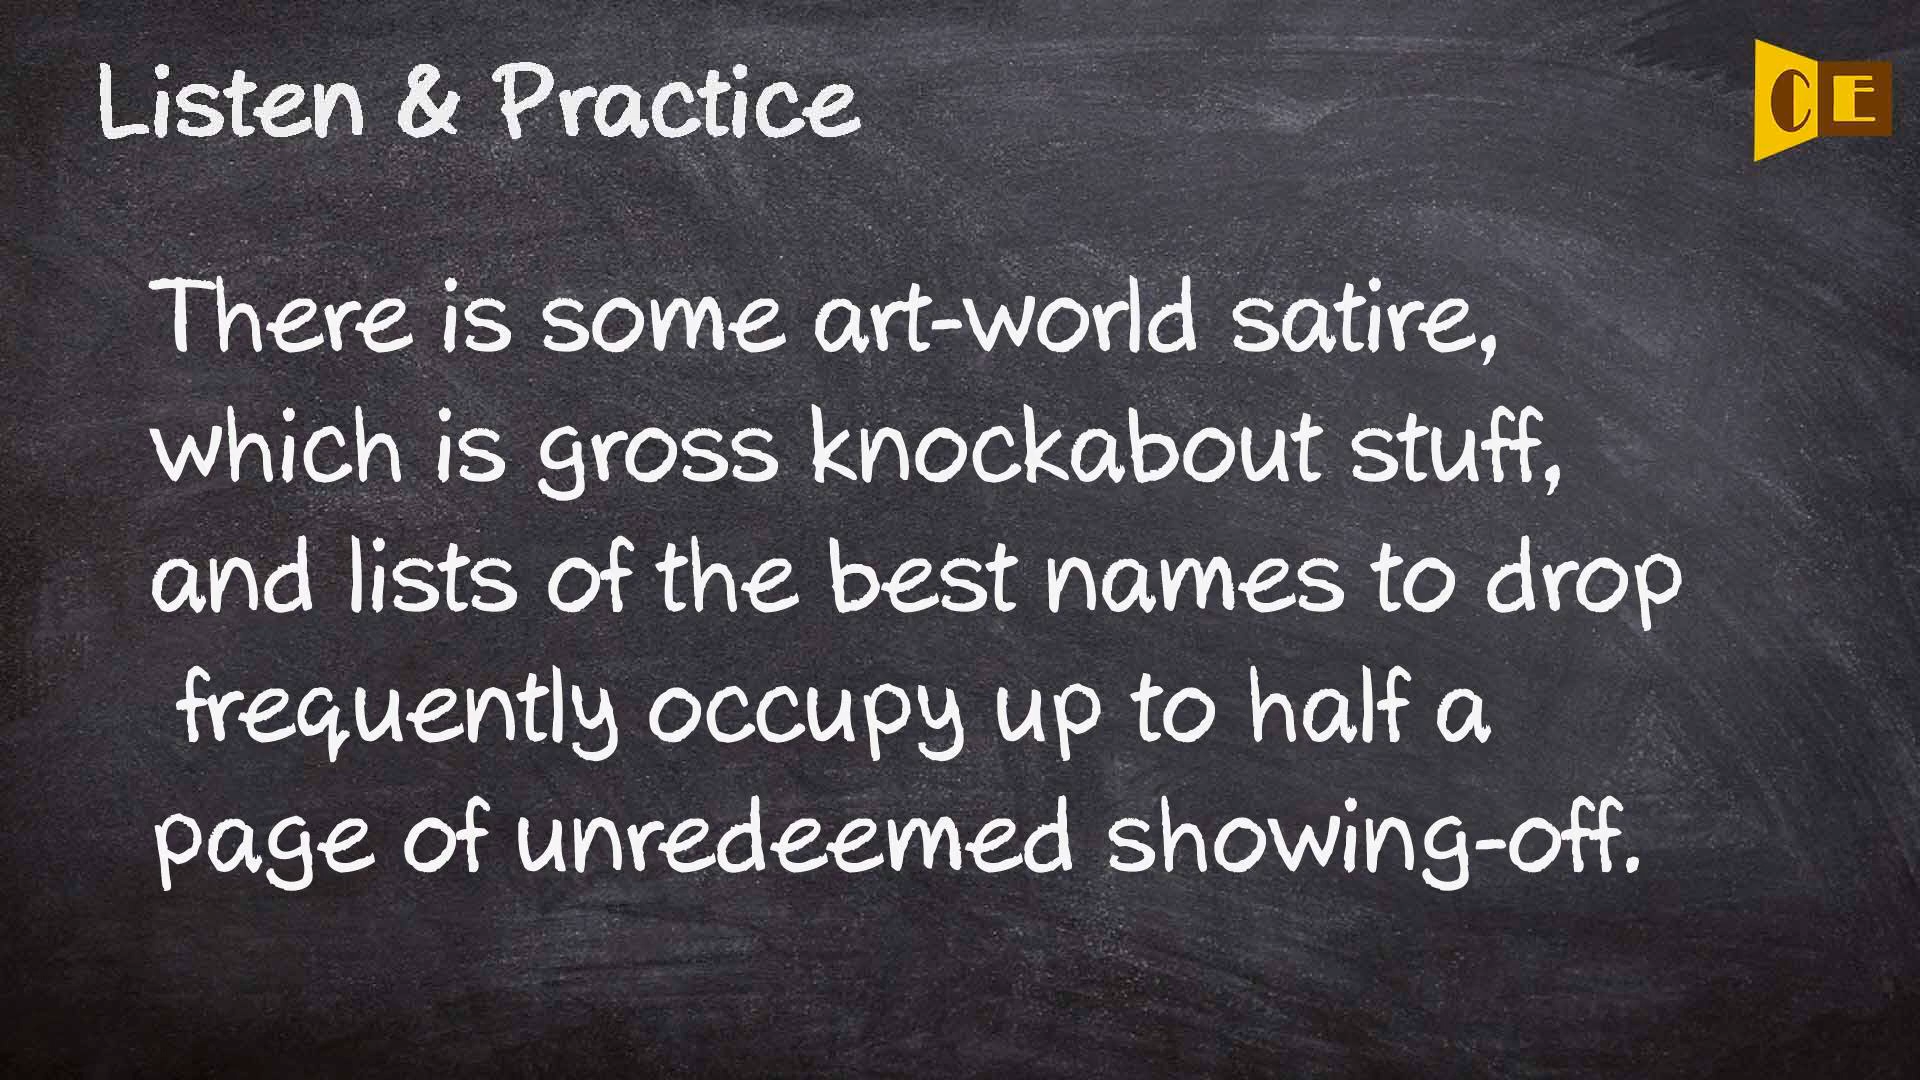 Listen & Practice
CE
There is some art-world satire,
which is gross knockabout stuff,
and lists of the best names to drop
frequently occupy up to half a
page of unredeemed showing-off.